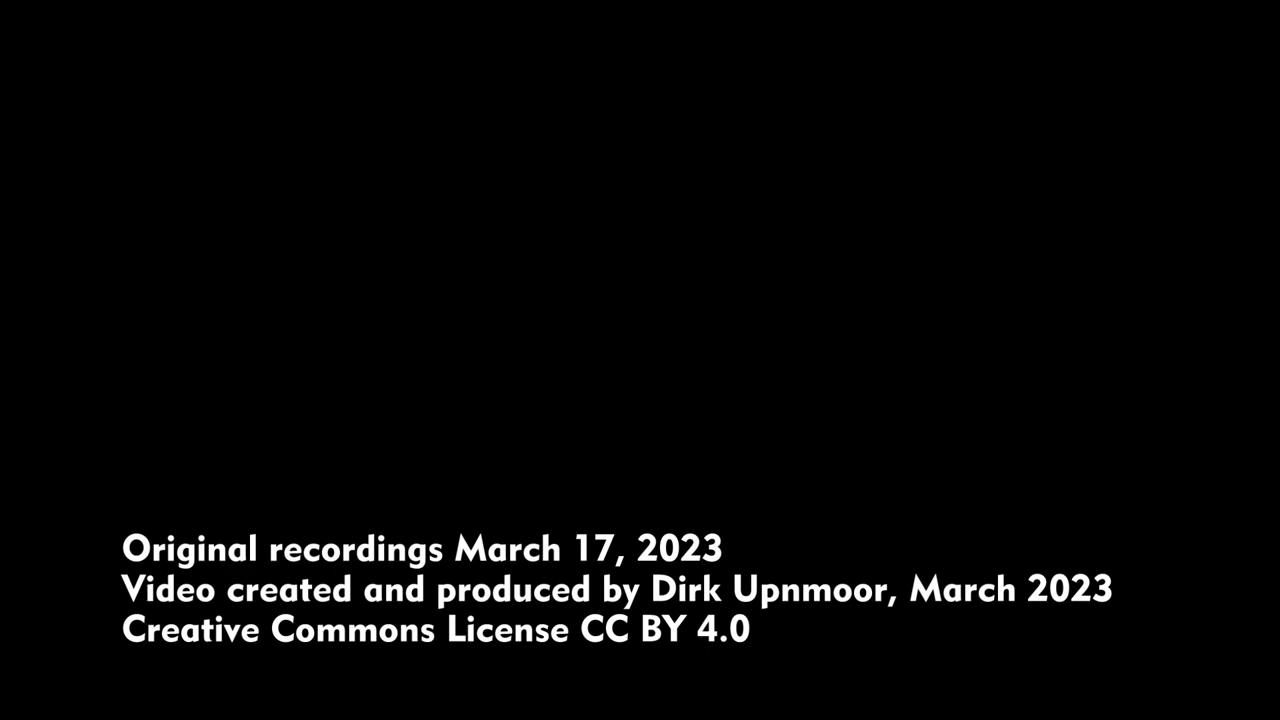 Original recordings March 17, 2023
Video created and produced by Dirk Upnmoor, March 2023
Creative Commons License CC BY 4.0